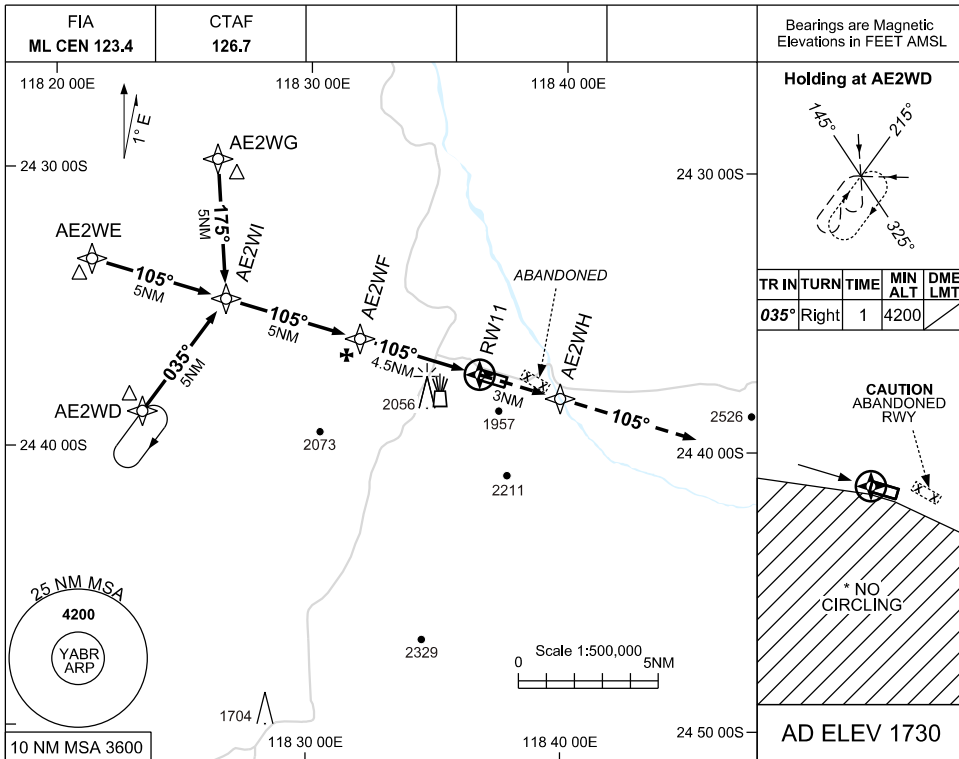 FIA
ML CEN 123.4
CTAF
126.7
Bearings are Magnetic
Elevations in FEET AMSL
118 20 00E
118 30 00E
118 40 00E
1° E
AE2WG
24 30 00S
24 30 00S
175°
5NM
AE2WE
AE2WI
105°
5NM
105°
5NM
AE2WF
035°
5NM
AE2WD
105°
4.5NM
RW11
ABANDONED
X X
AE2WH
3NM
105°
2056
1957
2073
2526
2211
24 40 00S
24 40 00S
25 NM MSA
4200
YABR
ARP
2329
Scale 1:500,000
0
5NM
1704
10 NM MSA 3600
118 30 00E
118 40 00E
24 50 00S
Holding at AE2WD
145°
215°
325°
TR IN TURN TIME MIN ALT DME LMT
035° Right 1 4200
CAUTION
ABANDONED
RWY
X X
* NO
CIRCLING
AD ELEV 1730